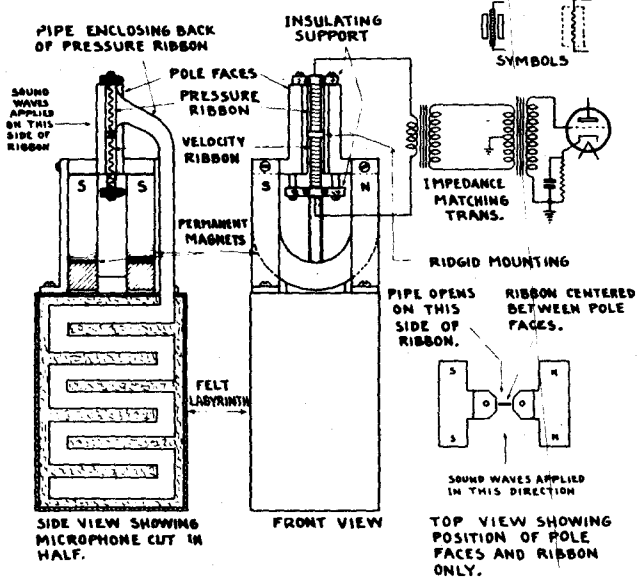 PIPE ENCLOSING BACK
OF PRESSURE RIBBON
INSULATING
SUPPORT
SYMBOLS
POLE FACES
SOUND
WAVES
APPLIED
ON THIS
SIDE OF
RIBBON
PRESSURE
RIBBON
VELOCITY
RIBBON
S
S
S
N
IMPEDANCE
MATCHING
TRANS.
PERMANENT
MAGNETS
RIDGID MOUNTING
PIPE OPENS
ON THIS
SIDE OF
RIBBON.
RIBBON CENTERED
BETWEEN POLE
FACES.
S
N
S
N
FELT
LABYRINTH
SOUND WAVES APPLIED
IN THIS DIRECTION
SIDE VIEW SHOWING
MICROPHONE CUT IN
HALF.
FRONT VIEW
TOP VIEW SHOWING
POSITION OF POLE
FACES AND RIBBON
ONLY.